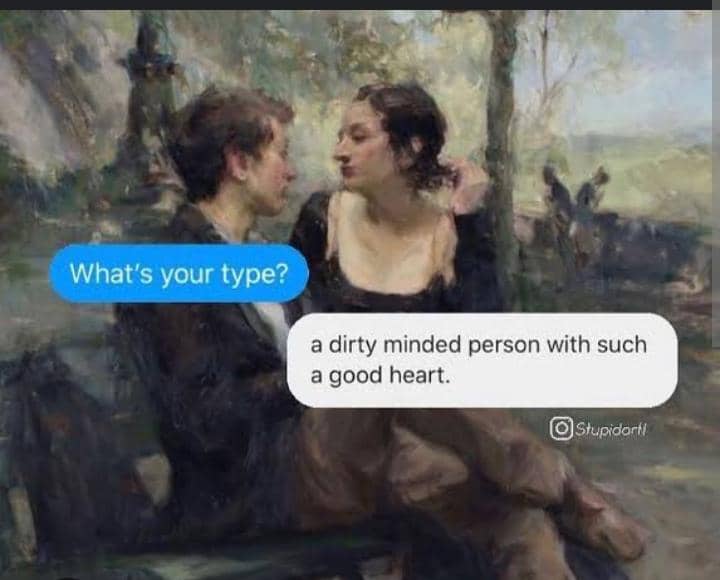 What's your type?
a dirty minded person with such
a good heart.
Stupidartl